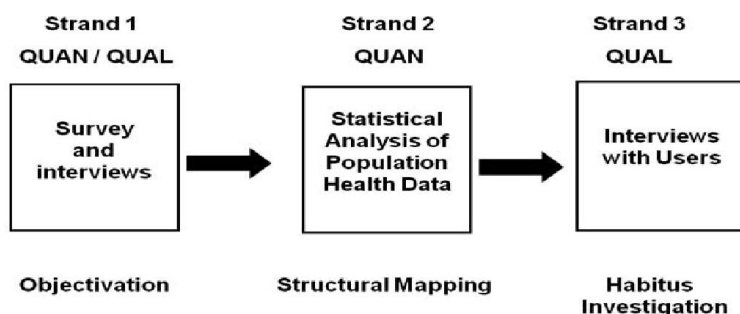 Strand 1
QUAN / QUAL
Survey
and
interviews
Objectivation
Strand 2
QUAN
Statistical
Analysis of
Population
Health Data
Structural Mapping
Strand 3
QUAL
Interviews
with Users
Habitus
Investigation